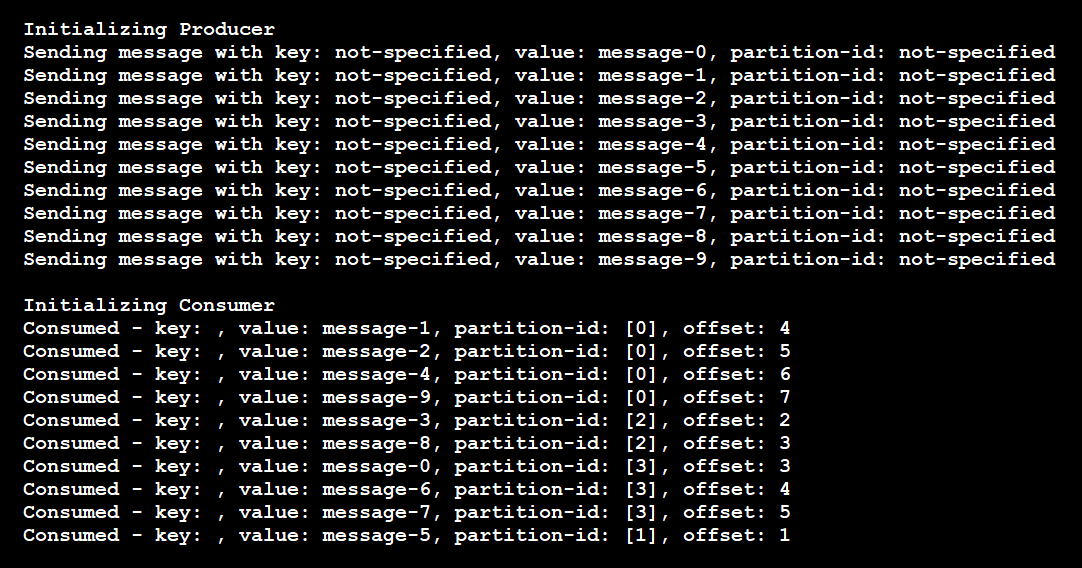 Initializing Producer
Sending message with key: not-specified, value: message-0, partition-id: not-specified
Sending message with key: not-specified, value: message-1, partition-id: not-specified
Sending message with key: not-specified, value: message-2, partition-id: not-specified
Sending message with key: not-specified, value: message-3, partition-id: not-specified
Sending message with key: not-specified, value: message-4, partition-id: not-specified
Sending message with key: not-specified, value: message-5, partition-id: not-specified
Sending message with key: not-specified, value: message-6, partition-id: not-specified
Sending message with key: not-specified, value: message-7, partition-id: not-specified
Sending message with key: not-specified, value: message-8, partition-id: not-specified
Sending message with key: not-specified, value: message-9, partition-id: not-specified
Initializing Consumer
Consumed - key: , value: message-1, partition-id: [0], offset: 4
Consumed - key: , value: message-2, partition-id: [0], offset: 5
Consumed - key: , value: message-4, partition-id: [0], offset: 6
Consumed - key: , value: message-9, partition-id: [0], offset: 7
Consumed - key: , value: message-3, partition-id: [2], offset: 2
Consumed - key: , value: message-8, partition-id: [2], offset: 3
Consumed - key: , value: message-0, partition-id: [3], offset: 3
Consumed - key: , value: message-6, partition-id: [3], offset: 4
Consumed - key: , value: message-7, partition-id: [3], offset: 5
Consumed - key: , value: message-5, partition-id: [1], offset: 1